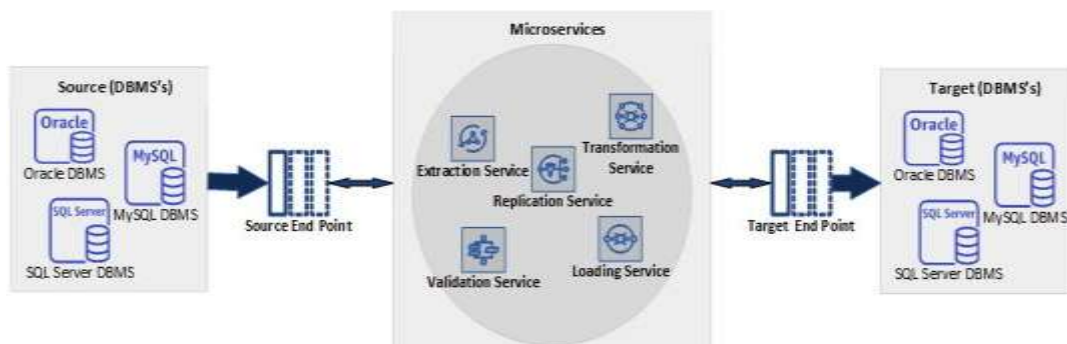 Microservices
Source (DBMS's)
Oracle
Oracle DBMS
MySQL
MySQL DBMS
SQL Server
SQL Server DBMS
Source End Point
Extraction Service
Transformation
Service
Replication Service
Validation Service
Loading Service
Target End Point
Target (DBMS's)
Oracle
Oracle DBMS
MySQL
MySQL DBMS
SQL Server
SQL Server DBMS